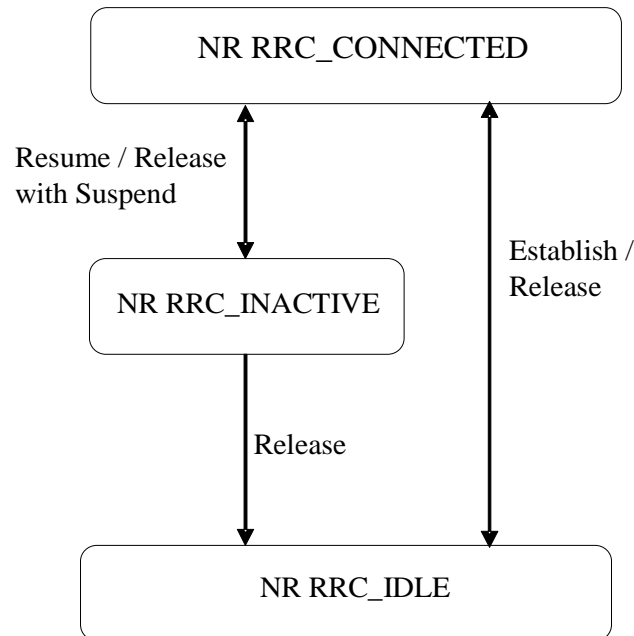 NR RRC_CONNECTED
Resume / Release
with Suspend
Establish /
Release
NR RRC_INACTIVE
Release
NR RRC_IDLE